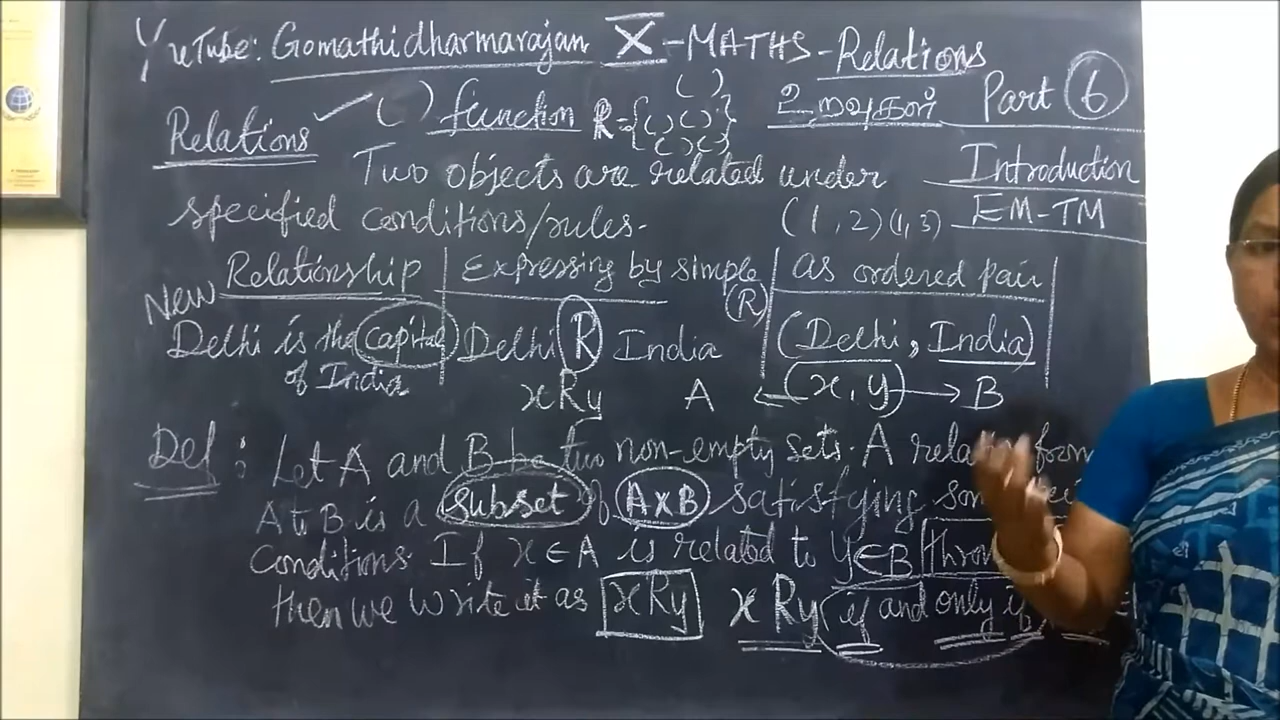 YouTube: Gomathidharmarajan X - MATHS - Relations
Relations ( ) function R = {( ) ( ) ( ) ( ) ( )} உறவுகள் Part 6
Two objects are related under Introduction
specified conditions/rules. (1, 2) (1, 3) EM-TM
Relationship Expressing by simple (R) as ordered pair
New
Delhi is the capital of India Delhi R India (Delhi, India)
xRy A ← (x, y) → B
Def : Let A and B be two non-empty sets. A relation from
A to B is a subset of A×B satisfying
Conditions. If x∈A is related to y∈B
then we write it as xRy xRy if and only if